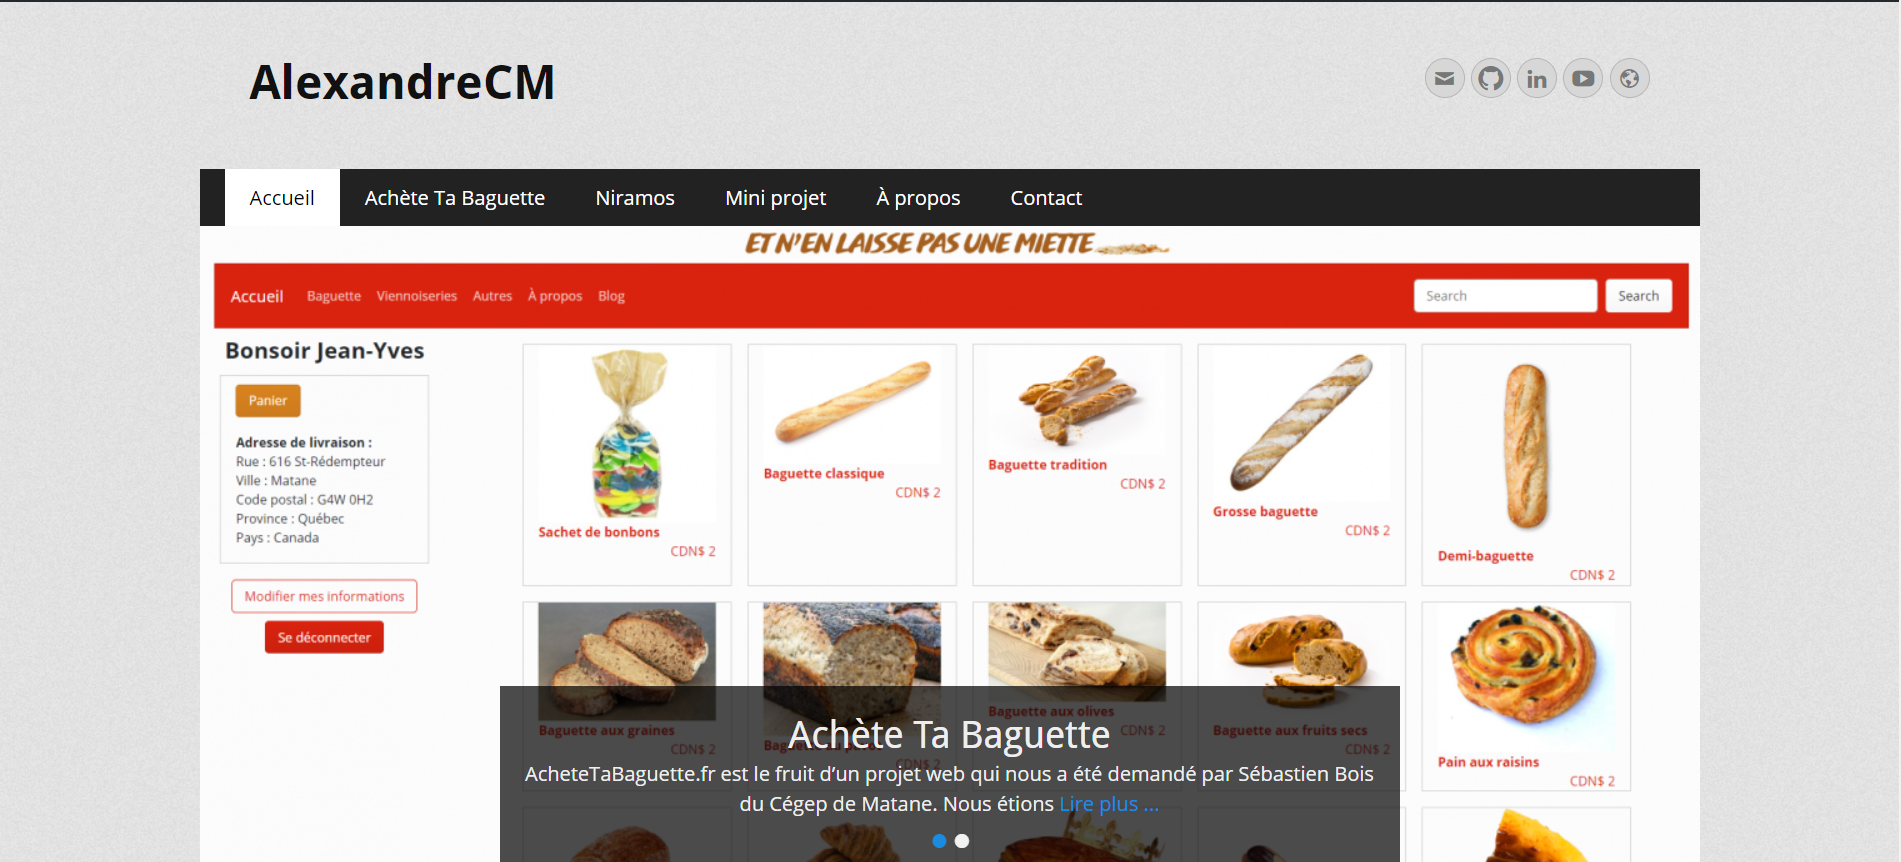 AlexandreCM
Accueil Achète Ta Baguette Niramos Mini projet À propos Contact
ET N'EN LAISSE PAS UNE MIETTE
Accueil Baguette Viennoiseries Autres À propos Blog Search Search
Bonsoir Jean-Yves
Panier
Adresse de livraison :
Rue : 616 St-Rédempteur
Ville : Matane
Code postal : G4W 0H2
Province : Québec
Pays : Canada
Modifier mes informations
Se déconnecter
Sachet de bonbons
CDN$ 2
Baguette classique
CDN$ 2
Baguette tradition
CDN$ 2
Grosse baguette
CDN$ 2
Demi-baguette
CDN$ 2
Baguette aux graines
CDN$ 2
Baguette
CDN$ 2
Baguette aux olives
CDN$ 2
Baguette aux fruits secs
CDN$ 2
Pain aux raisins
CDN$ 2
Achète Ta Baguette
AcheteTaBaguette.fr est le fruit d'un projet web qui nous a été demandé par Sébastien Bois
du Cégep de Matane. Nous étions Lire plus ...